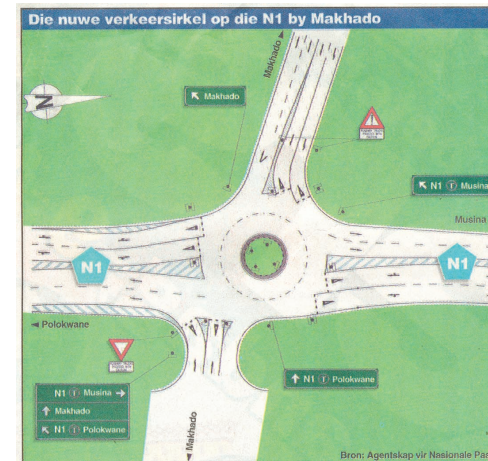 Die nuwe verkeersirkel op die N1 by Makhado
Makhado
N
Makhado
N1 T Musina
Musina
N1
N1
Polokwane
N1 T Polokwane
N1 T Musina
Makhado
N1 T Polokwane
Makhado
Bron: Agentskap vir Nasionale Pa